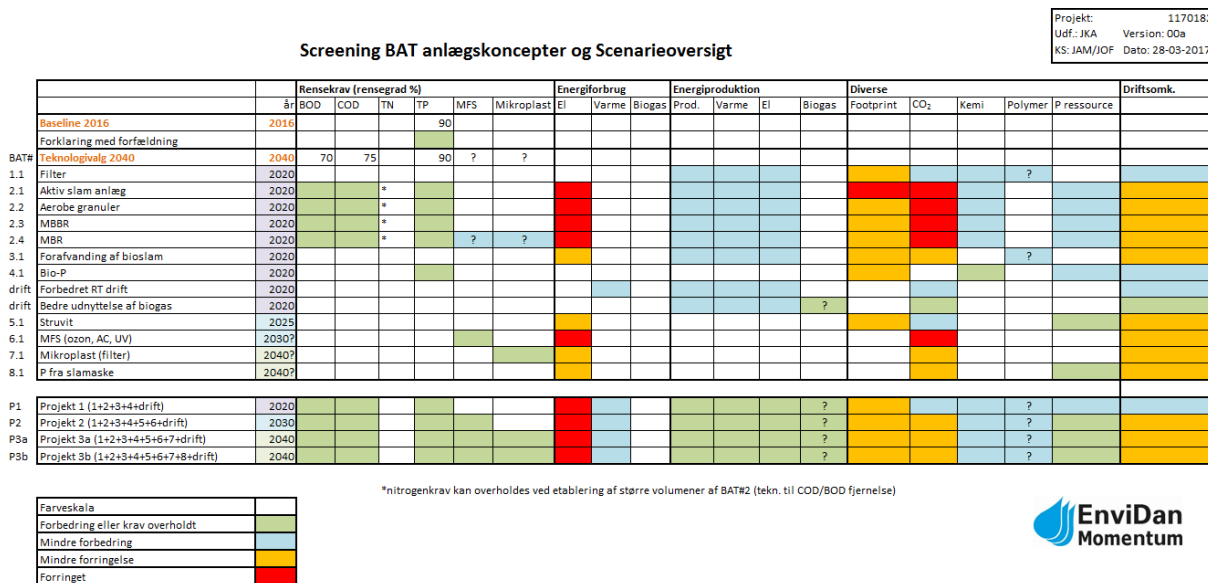 Projekt: 1170182
Udf.: JKA Version: 00a
KS: JAM/JOF Dato: 28-03-2017
Screening BAT anlægskoncepter og Scenarieoversigt
Rensekrav (rensegrad %) Energiforbrug Energiproduktion Diverse Driftsomk.
år BOD COD TN TP MFS Mikroplast El Varme Biogas Prod. Varme El Biogas Footprint CO₂ Kemi Polymer P ressource
Baseline 2016 2016 90
Forklaring med forfældning
BAT# Teknologivalg 2040 2040 70 75 90 ? ?
1.1 Filter 2020 ?
2.1 Aktiv slam anlæg 2020 *
2.2 Aerobe granuler 2020 *
2.3 MBBR 2020 *
2.4 MBR 2020 * ? ?
3.1 Forafvanding af bioslam 2020 ?
4.1 Bio-P 2020
drift Forbedret RT drift 2020
drift Bedre udnyttelse af biogas 2020 ?
5.1 Struvit 2025
6.1 MFS (ozon, AC, UV) 2030?
7.1 Mikroplast (filter) 2040?
8.1 P fra slamaske 2040?
P1 Projekt 1 (1+2+3+4+drift) 2020 ? ?
P2 Projekt 2 (1+2+3+4+5+6+drift) 2030 ? ?
P3a Projekt 3a (1+2+3+4+5+6+7+drift) 2040 ? ?
P3b Projekt 3b (1+2+3+4+5+6+7+8+drift) 2040 ? ?
*nitrogenkrav kan overholdes ved etablering af større volumener af BAT#2 (tekn. til COD/BOD fjernelse)
Farveskala
Forbedring eller krav overholdt
Mindre forbedring
Mindre forringelse
Forringet
EnviDan
Momentum